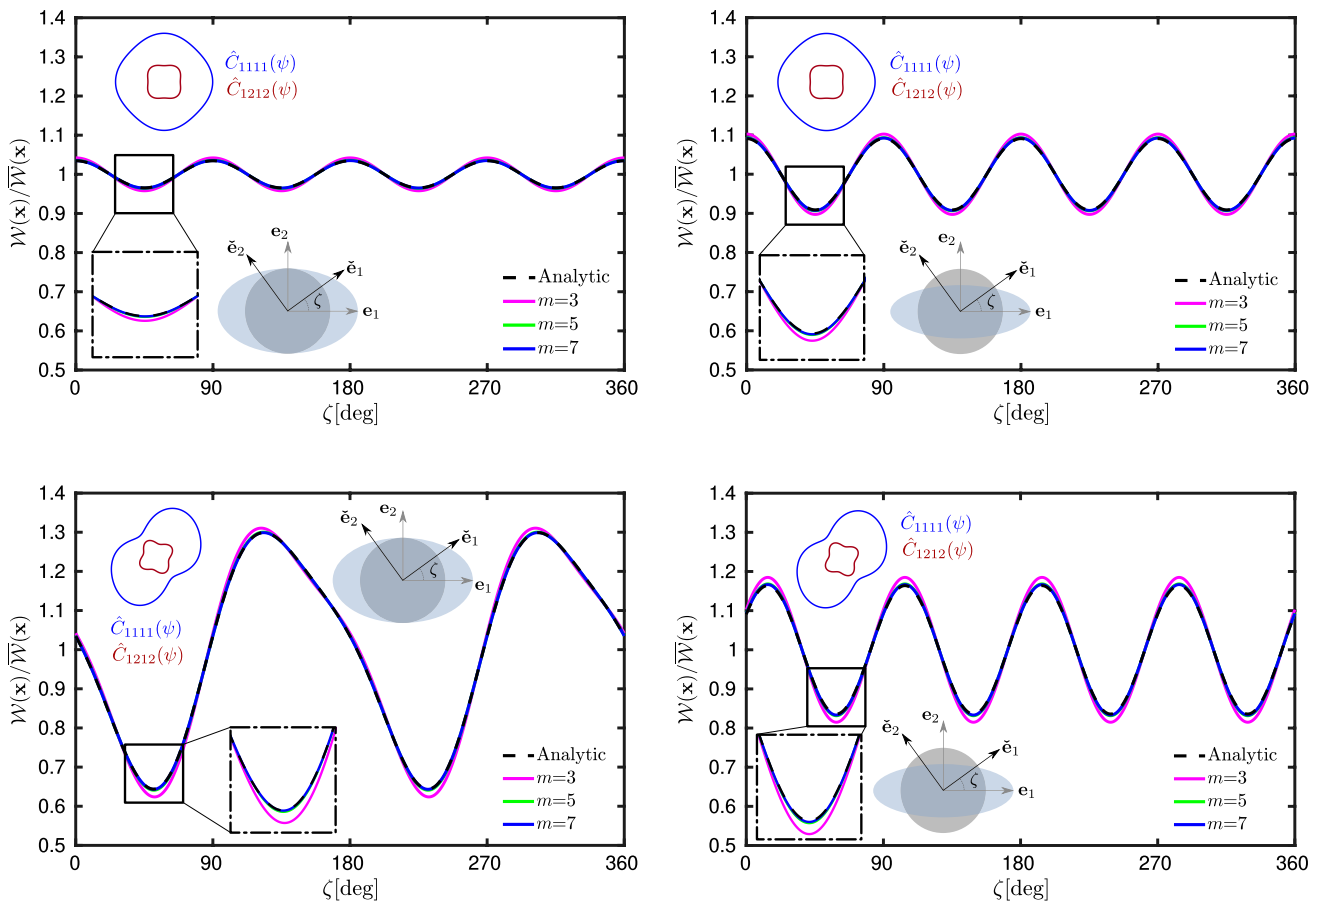 1.4
1.3
1.2
1.1
1
0.9
0.8
0.7
0.6
0.5
0 90 180 270 360
ζ[deg]
𝒲(x)/𝒲̅(x)
Ĉ₁₁₁₁(ψ)
Ĉ₁₂₁₂(ψ)
e₂
ě₂
ě₁
ζ
e₁
Analytic
m=3
m=5
m=7
1.4
1.3
1.2
1.1
1
0.9
0.8
0.7
0.6
0.5
0 90 180 270 360
ζ[deg]
𝒲(x)/𝒲̅(x)
Ĉ₁₁₁₁(ψ)
Ĉ₁₂₁₂(ψ)
e₂
ě₂
ě₁
ζ
e₁
Analytic
m=3
m=5
m=7
1.4
1.3
1.2
1.1
1
0.9
0.8
0.7
0.6
0.5
0 90 180 270 360
ζ[deg]
𝒲(x)/𝒲̅(x)
e₂
ě₂
ě₁
ζ
e₁
Ĉ₁₁₁₁(ψ)
Ĉ₁₂₁₂(ψ)
Analytic
m=3
m=5
m=7
1.4
1.3
1.2
1.1
1
0.9
0.8
0.7
0.6
0.5
0 90 180 270 360
ζ[deg]
𝒲(x)/𝒲̅(x)
Ĉ₁₁₁₁(ψ)
Ĉ₁₂₁₂(ψ)
e₂
ě₂
ě₁
ζ
e₁
Analytic
m=3
m=5
m=7